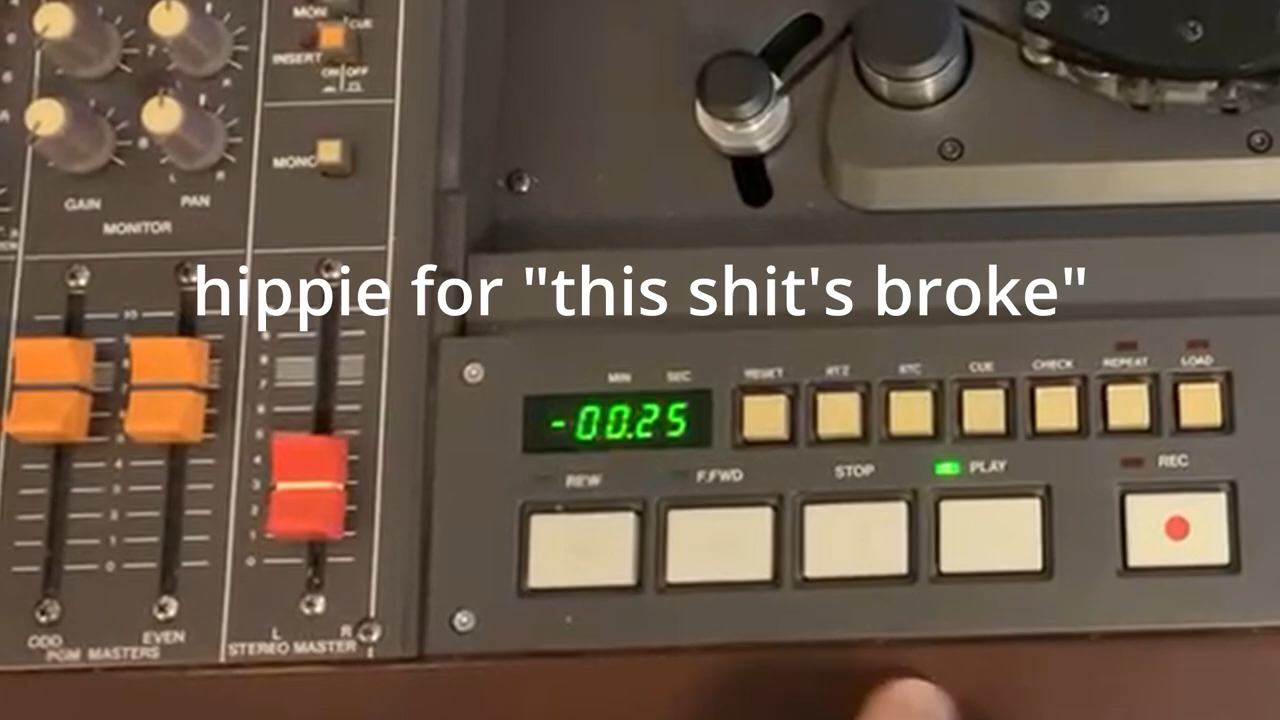 MON
CUE
INSERT
ON OFF
MONO
L R
GAIN
PAN
MONITOR
hippie for "this shit's broke"
10
MIN SEC
RESET RTZ STC CUE CHECK REPEAT LOAD
-00.25
REW F.FWD STOP PLAY REC
ODD EVEN
PGM MASTERS
L R
STEREO MASTER